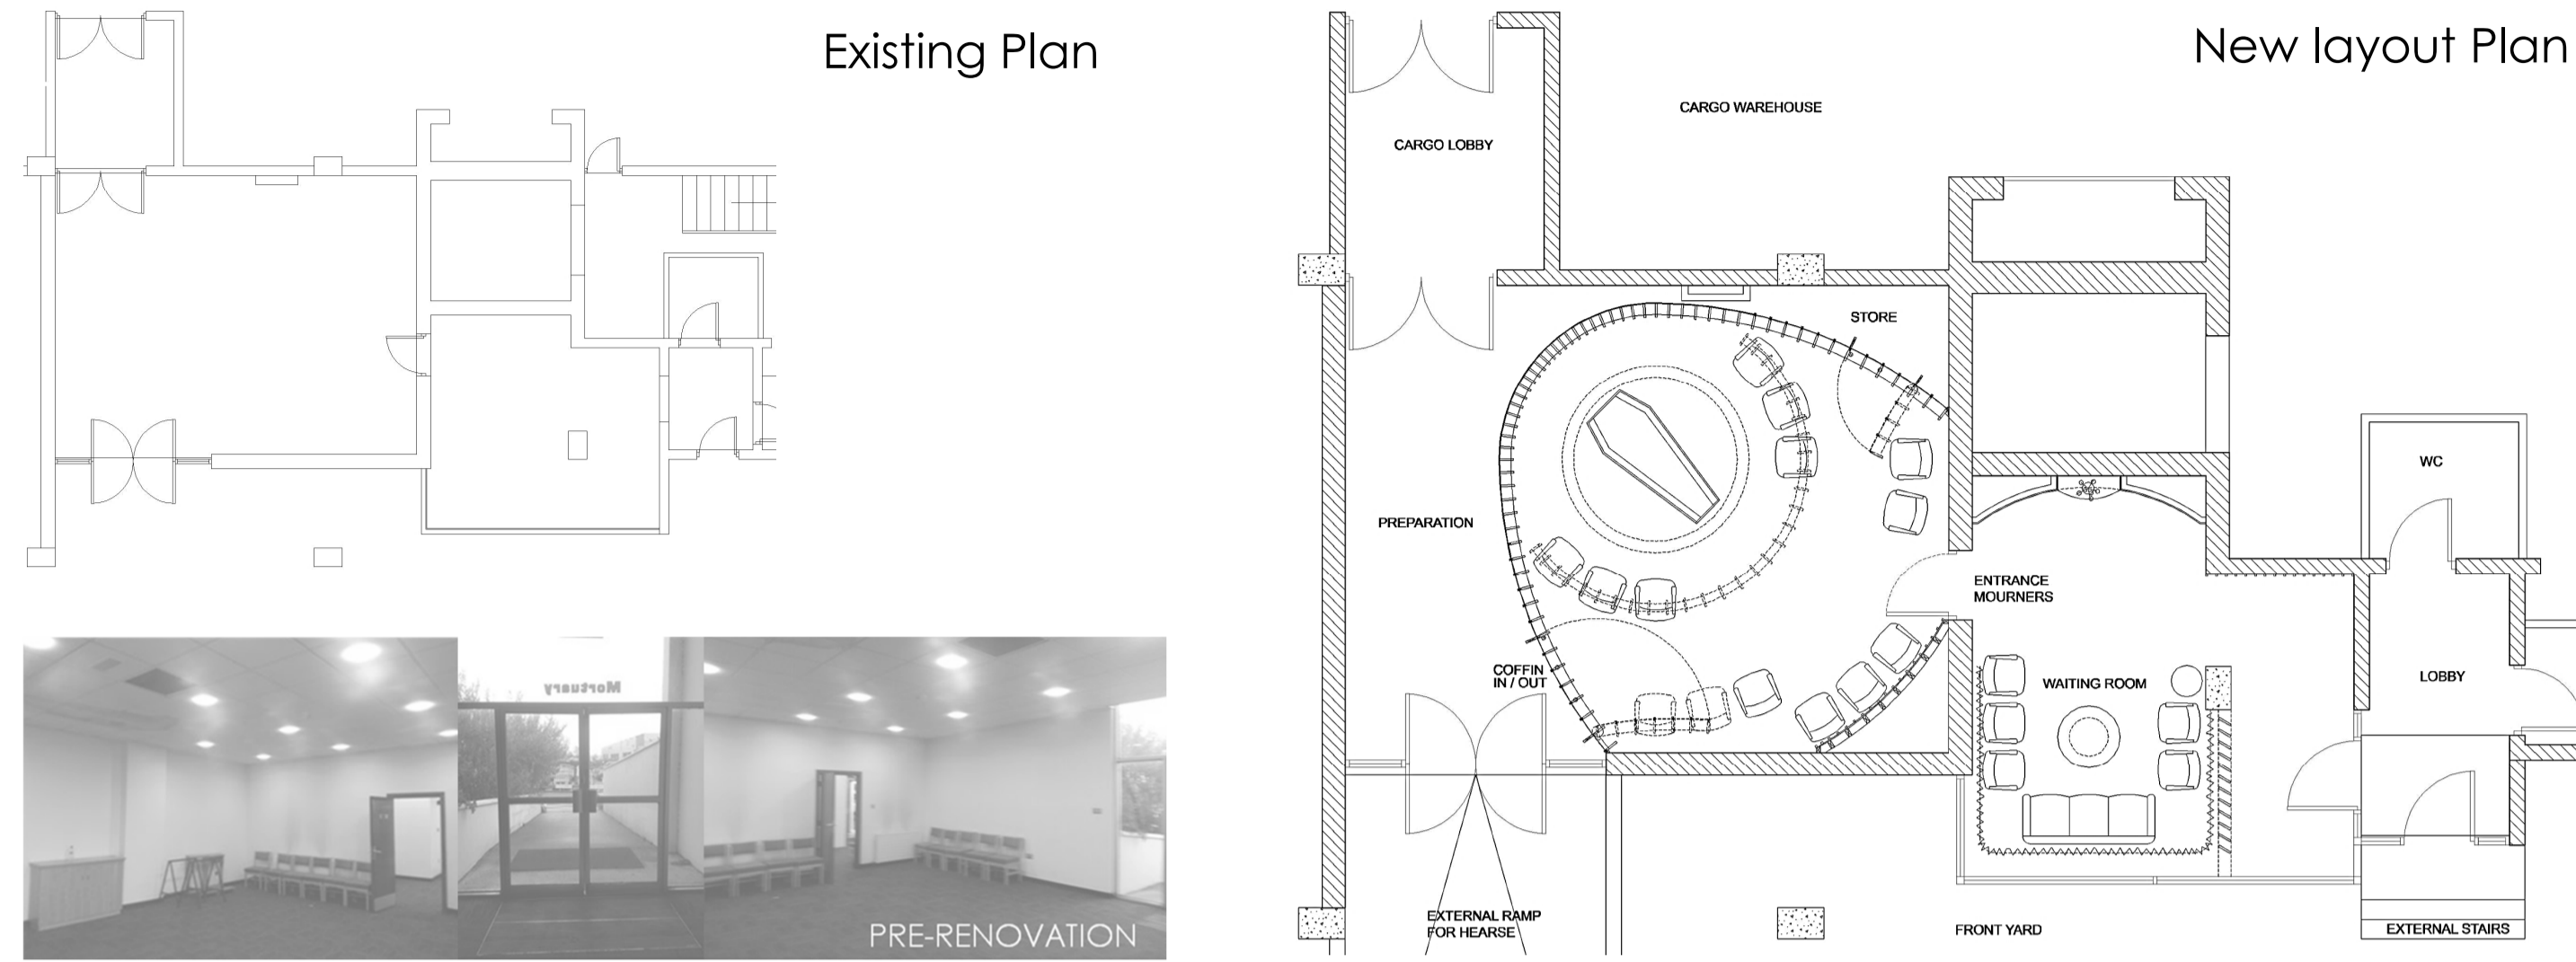 Existing Plan
New layout Plan
CARGO WAREHOUSE
CARGO LOBBY
STORE
WC
PREPARATION
ENTRANCE
MOURNERS
COFFIN
IN / OUT
WAITING ROOM
LOBBY
EXTERNAL RAMP
FOR HEARSE
FRONT YARD
EXTERNAL STAIRS
Mortuary
PRE-RENOVATION